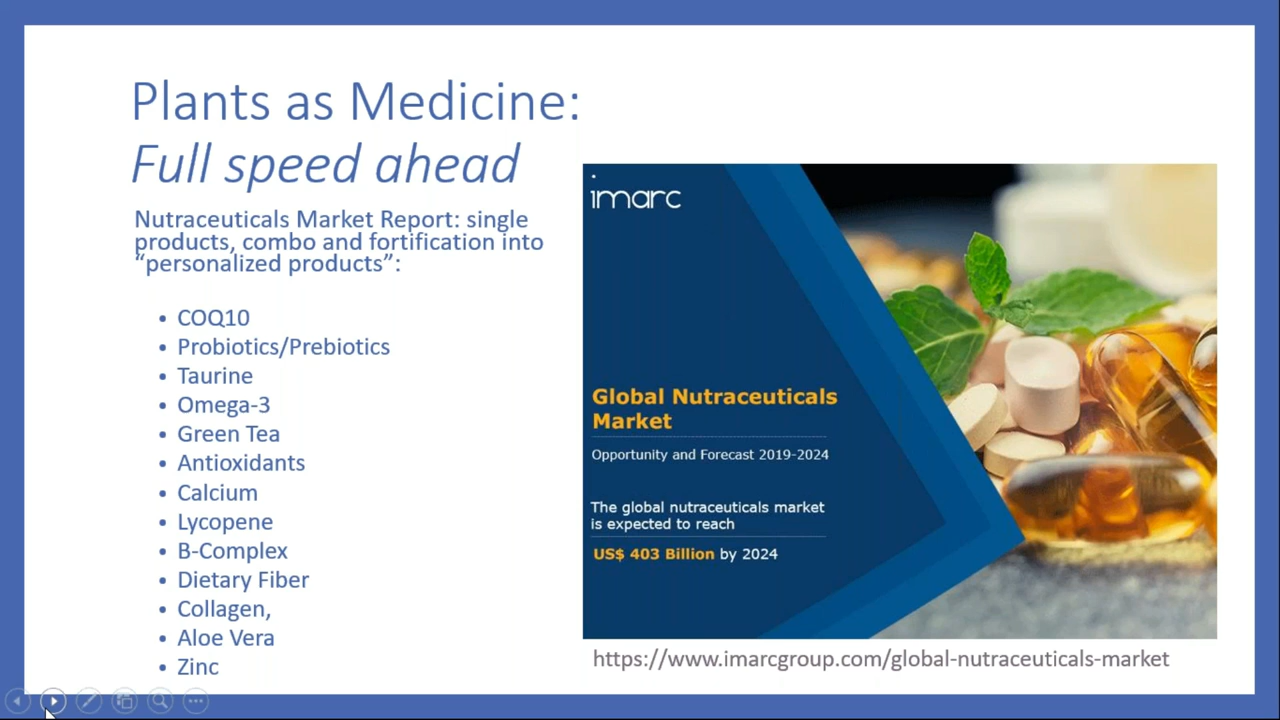 Plants as Medicine:
Full speed ahead
Nutraceuticals Market Report: single
products, combo and fortification into
“personalized products”:
• COQ10
• Probiotics/Prebiotics
• Taurine
• Omega-3
• Green Tea
• Antioxidants
• Calcium
• Lycopene
• B-Complex
• Dietary Fiber
• Collagen,
• Aloe Vera
• Zinc
imarc
Global Nutraceuticals
Market
Opportunity and Forecast 2019-2024
The global nutraceuticals market
is expected to reach
US$ 403 Billion by 2024
https://www.imarcgroup.com/global-nutraceuticals-market